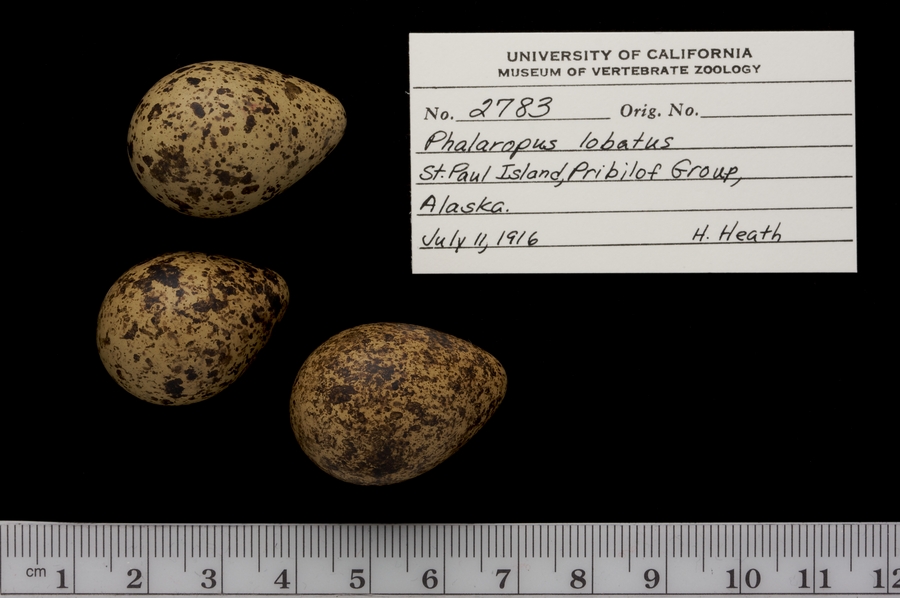 UNIVERSITY OF CALIFORNIA
MUSEUM OF VERTEBRATE ZOOLOGY
No. 2783 Orig. No.
Phalaropus lobatus
St. Paul Island, Pribilof Group,
Alaska.
July 11, 1916 H. Heath
cm 1 2 3 4 5 6 7 8 9 10 11 12